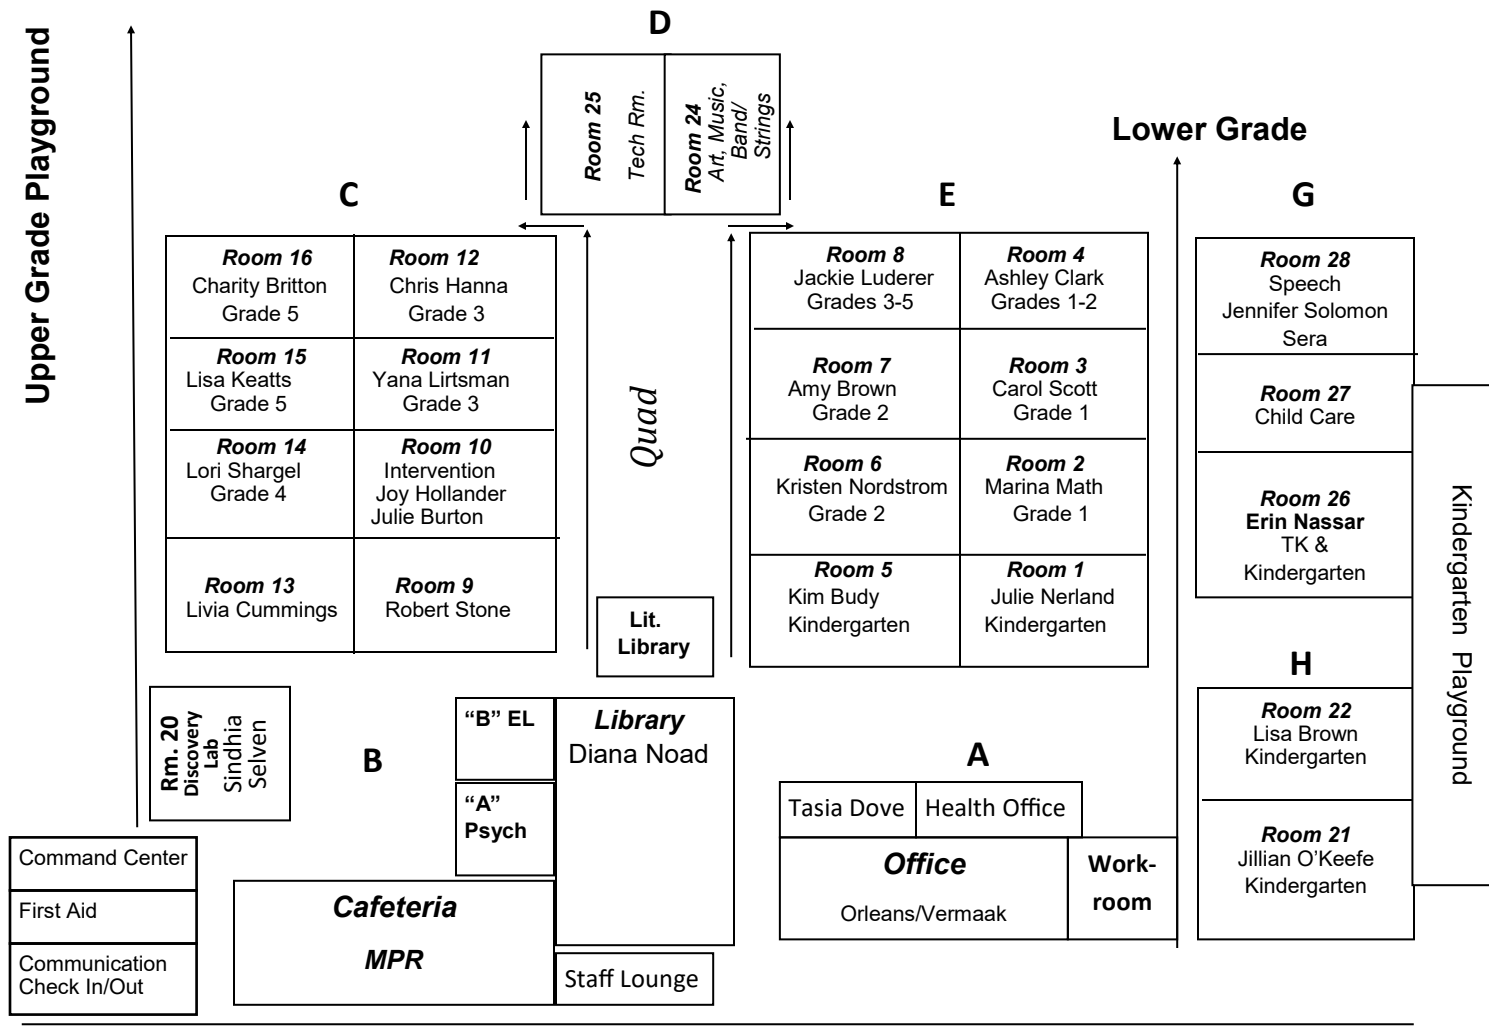 Upper Grade Playground
D
Room 25
Tech Rm.
Room 24
Art, Music,
Band/
Strings
Lower Grade
C
E
G
Room 16
Charity Britton
Grade 5
Room 12
Chris Hanna
Grade 3
Room 15
Lisa Keatts
Grade 5
Room 11
Yana Lirtsman
Grade 3
Room 14
Lori Shargel
Grade 4
Room 10
Intervention
Joy Hollander
Julie Burton
Room 13
Livia Cummings
Room 9
Robert Stone
Quad
Lit.
Library
Room 8
Jackie Luderer
Grades 3-5
Room 4
Ashley Clark
Grades 1-2
Room 7
Amy Brown
Grade 2
Room 3
Carol Scott
Grade 1
Room 6
Kristen Nordstrom
Grade 2
Room 2
Marina Math
Grade 1
Room 5
Kim Budy
Kindergarten
Room 1
Julie Nerland
Kindergarten
Room 28
Speech
Jennifer Solomon
Sera
Room 27
Child Care
Room 26
Erin Nassar
TK &
Kindergarten
Kindergarten Playground
H
Room 22
Lisa Brown
Kindergarten
Room 21
Jillian O’Keefe
Kindergarten
Rm. 20
Discovery
Lab
Sindhia
Selven
B
“B” EL
“A”
Psych
Library
Diana Noad
A
Tasia Dove
Health Office
Office
Orleans/Vermaak
Work-
room
Command Center
First Aid
Communication
Check In/Out
Cafeteria
MPR
Staff Lounge